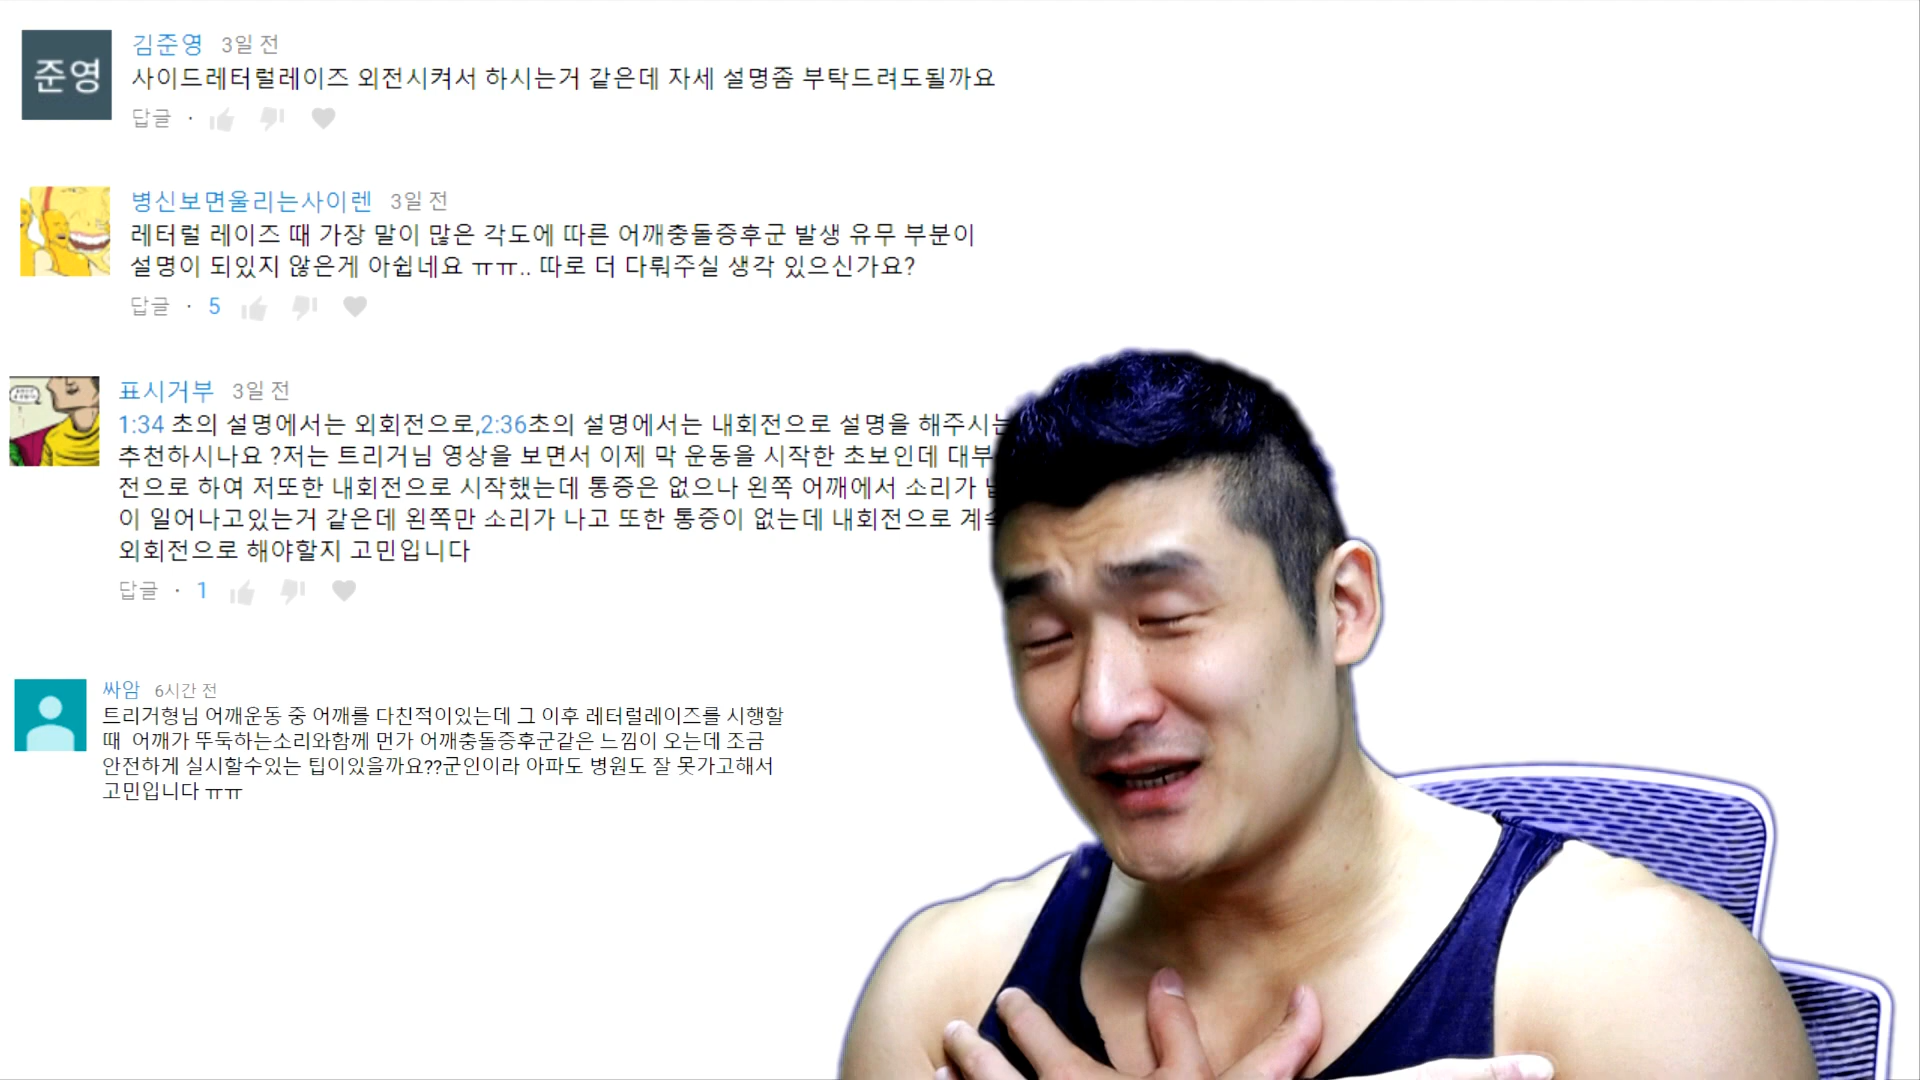 준영
김준영 3일 전
사이드레터럴레이즈 외전시켜서 하시는거 같은데 자세 설명좀 부탁드려도될까요
답글 ·
병신보면울리는사이렌 3일 전
레터럴 레이즈 때 가장 말이 많은 각도에 따른 어깨충돌증후군 발생 유무 부분이
설명이 되있지 않은게 아쉽네요 ㅠㅠ.. 따로 더 다뤄주실 생각 있으신가요?
답글 · 5
표시거부 3일 전
1:34 초의 설명에서는 외회전으로,2:36초의 설명에서는 내회전으로 설명을 해주시는
추천하시나요 ?저는 트리거님 영상을 보면서 이제 막 운동을 시작한 초보인데 대부
전으로 하여 저또한 내회전으로 시작했는데 통증은 없으나 왼쪽 어깨에서 소리가
이 일어나고있는거 같은데 왼쪽만 소리가 나고 또한 통증이 없는데 내회전으로
외회전으로 해야할지 고민입니다
답글 · 1
싸암 6시간 전
트리거형님 어깨운동 중 어깨를 다친적이있는데 그 이후 레터럴레이즈를 시행할
때 어깨가 뚜둑하는소리와함께 먼가 어깨충돌증후군같은 느낌이 오는데 조금
안전하게 실시할수있는 팁이있을까요??군인이라 아파도 병원도 잘 못가고해서
고민입니다 ㅠㅠ